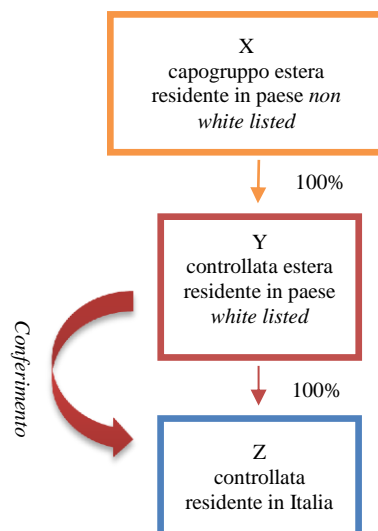 X
capogruppo estera
residente in paese non
white listed
100%
Y
controllata estera
residente in paese
white listed
Conferimento
100%
Z
controllata
residente in Italia